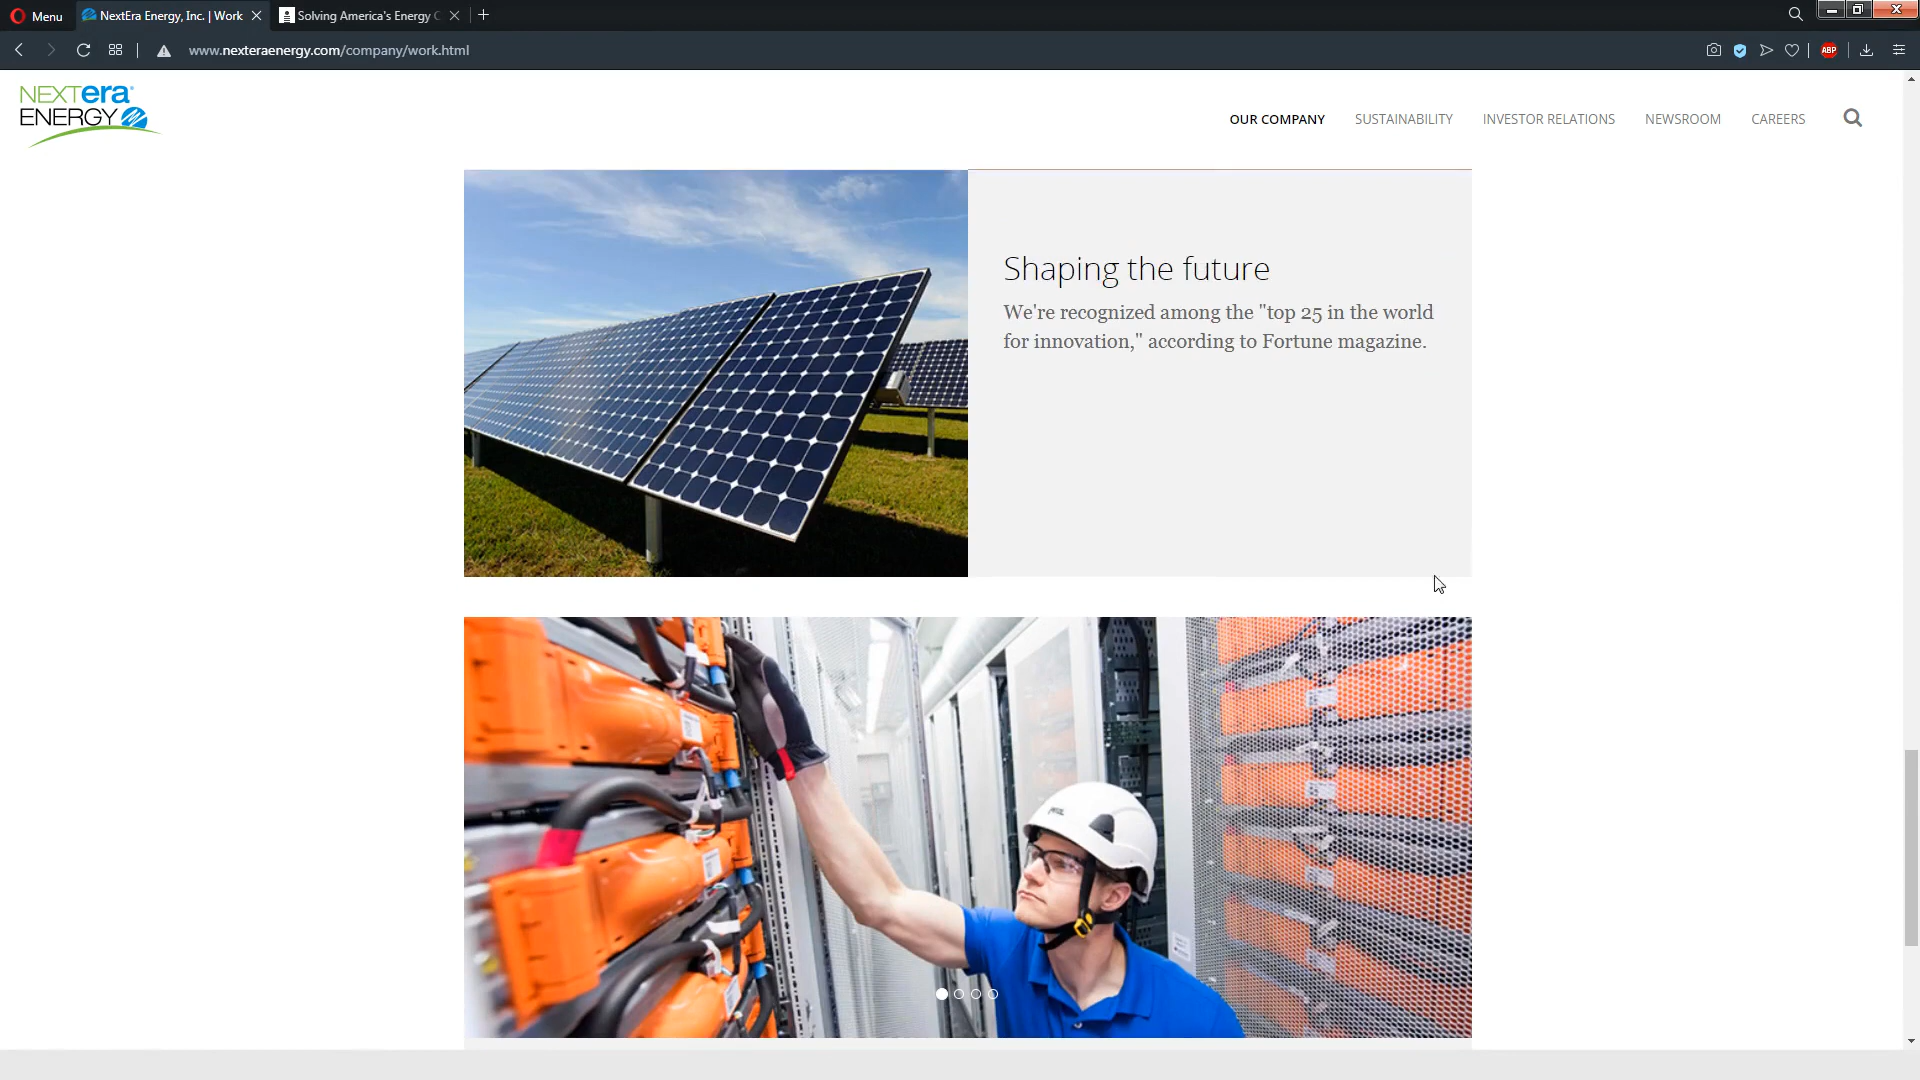 Menu
NextEra Energy, Inc. | Work
Solving America's Energy C
www.nexteraenergy.com/company/work.html
ABP
NEXTera®
ENERGY
OUR COMPANY
SUSTAINABILITY
INVESTOR RELATIONS
NEWSROOM
CAREERS
Shaping the future
We're recognized among the "top 25 in the world
for innovation," according to Fortune magazine.
PETZL